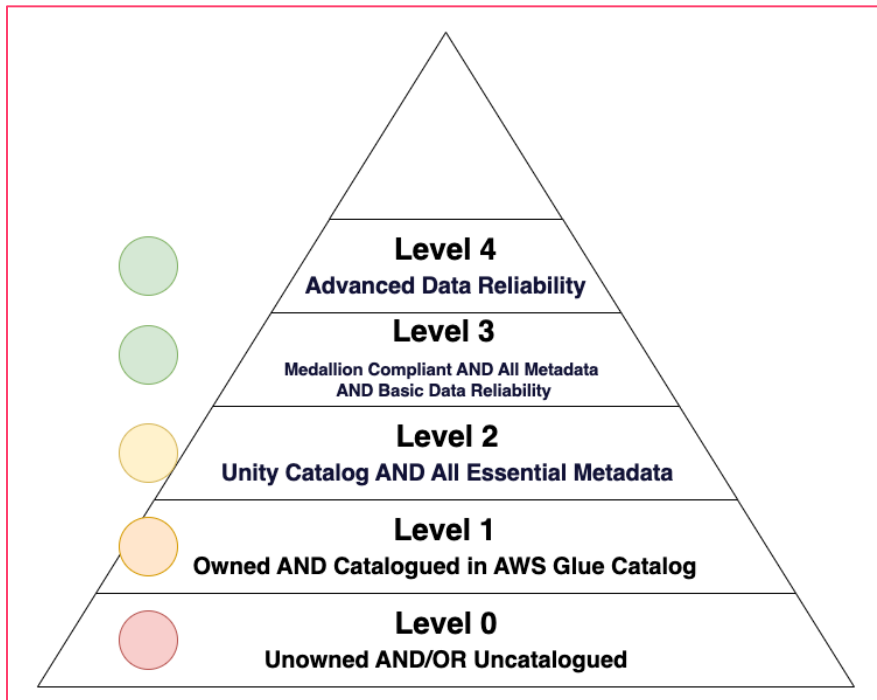 Level 4
Advanced Data Reliability
Level 3
Medallion Compliant AND All Metadata
AND Basic Data Reliability
Level 2
Unity Catalog AND All Essential Metadata
Level 1
Owned AND Catalogued in AWS Glue Catalog
Level 0
Unowned AND/OR Uncatalogued